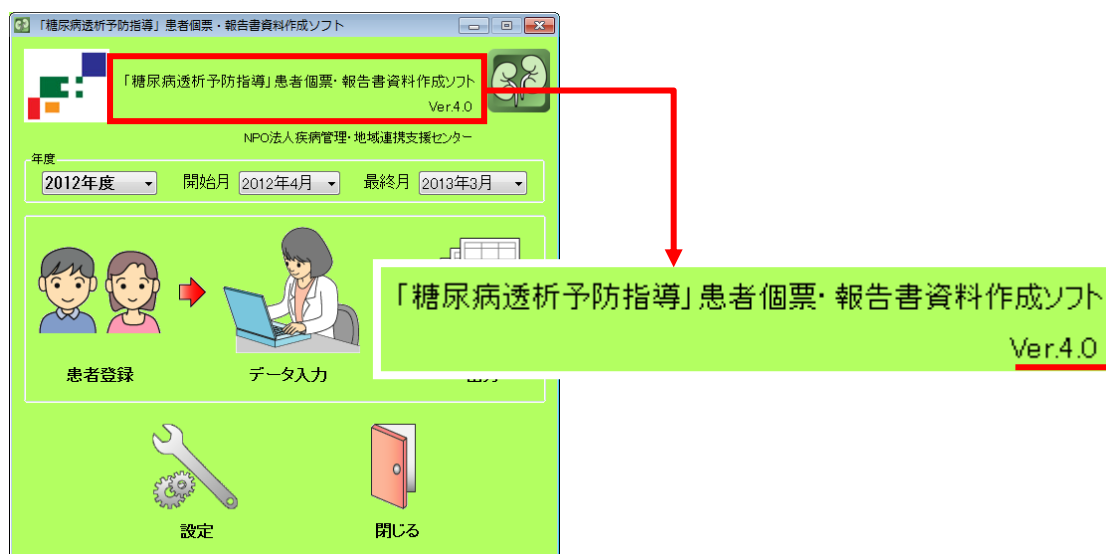 「糖尿病透析予防指導」患者個票・報告書資料作成ソフト
「糖尿病透析予防指導」患者個票・報告書資料作成ソフト
Ver.4.0
NPO法人疾病管理・地域連携支援センター
年度
2012年度 開始月 2012年4月 最終月 2013年3月
「糖尿病透析予防指導」患者個票・報告書資料作成ソフト
Ver.4.0
患者登録 データ入力
設定 閉じる